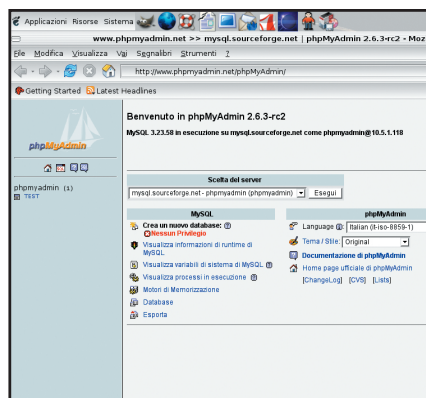 Applicazioni Risorse Sistema
www.phpmyadmin.net >> mysql.sourceforge.net | phpMyAdmin 2.6.3-rc2 - Moz
File Modifica Visualizza Vai Segnalibri Strumenti ?
http://www.phpmyadmin.net/phpMyAdmin/
Getting Started Latest Headlines
phpMyAdmin
phpmyadmin (1)
TEST
Benvenuto in phpMyAdmin 2.6.3-rc2
MySQL 3.23.58 in esecuzione su mysql.sourceforge.net come phpmyadmin@10.5.1.118
Scelta del server
mysql.sourceforge.net - phpmyadmin (phpmyadmin) Esegui
MySQL
Crea un nuovo database:
Nessun Privilegio
Visualizza informazioni di runtime di
MySQL
Visualizza variabili di sistema di MySQL
Visualizza processi in esecuzione
Motori di Memorizzazione
Database
Esporta
phpMyAdmin
Language: Italian (it-iso-8859-1)
Tema / Stile: Original
Documentazione di phpMyAdmin
Home page ufficiale di phpMyAdmin
[ChangeLog] [CVS] [Lists]